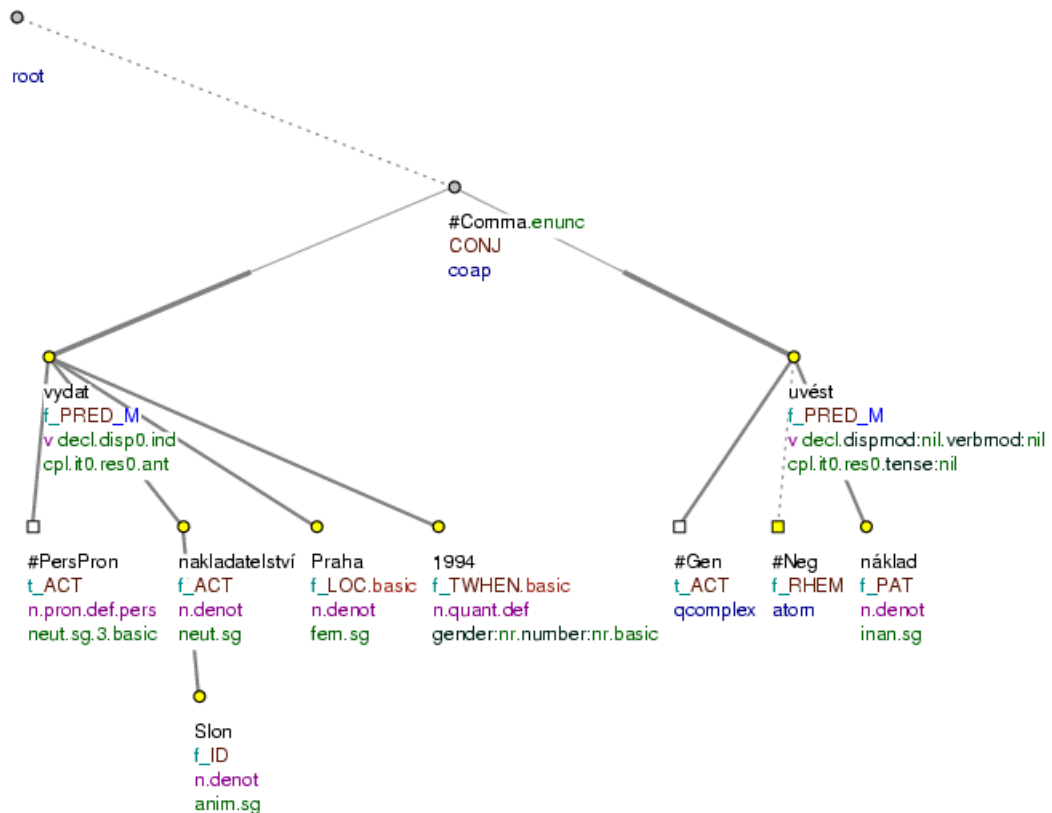 root
#Comma.enunc
CONJ
coap
vydat
f_PRED_M
v decl.disp0.ind
cpl.it0.res0.ant
uvést
f_PRED_M
v decl.dispmod:nil.verbmod:nil
cpl.it0.res0.tense:nil
#PersPron
t_ACT
n.pron.def.pers
neut.sg.3.basic
nakladatelství
f_ACT
n.denot
neut.sg
Praha
f_LOC.basic
n.denot
fem.sg
1994
f_TWHEN.basic
n.quant.def
gender:nr.number:nr.basic
#Gen
t_ACT
qcomplex
#Neg
f_RHEM
atom
náklad
f_PAT
n.denot
inan.sg
Slon
f_ID
n.denot
anim.sg